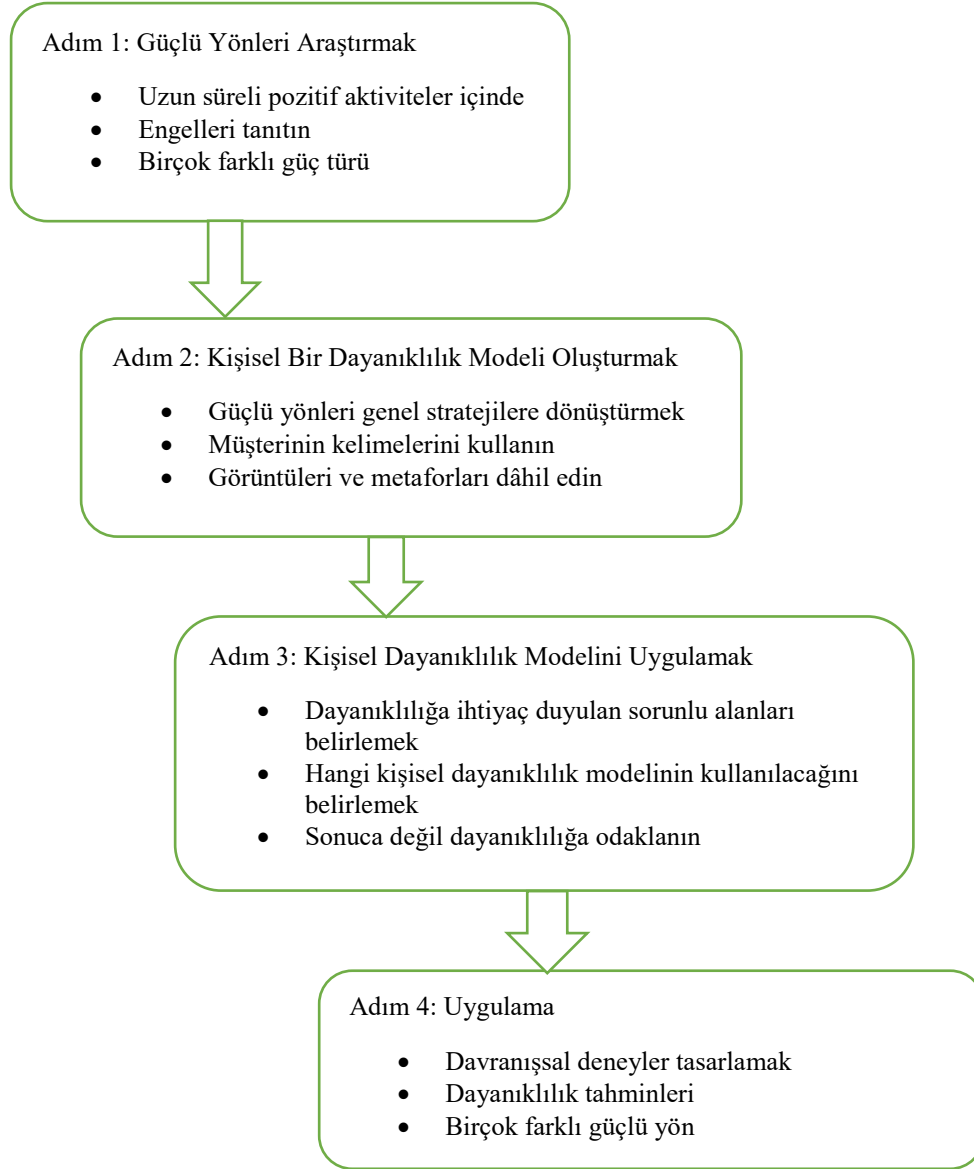 Adım 1: Güçlü Yönleri Araştırmak
• Uzun süreli pozitif aktiviteler içinde
• Engelleri tanıtın
• Birçok farklı güç türü
Adım 2: Kişisel Bir Dayanıklılık Modeli Oluşturmak
• Güçlü yönleri genel stratejilere dönüştürmek
• Müşterinin kelimelerini kullanın
• Görüntüleri ve metaforları dâhil edin
Adım 3: Kişisel Dayanıklılık Modelini Uygulamak
• Dayanıklılığa ihtiyaç duyulan sorunlu alanları
belirlemek
• Hangi kişisel dayanıklılık modelinin kullanılacağını
belirlemek
• Sonuca değil dayanıklılığa odaklanın
Adım 4: Uygulama
• Davranışsal deneyler tasarlamak
• Dayanıklılık tahminleri
• Birçok farklı güçlü yön